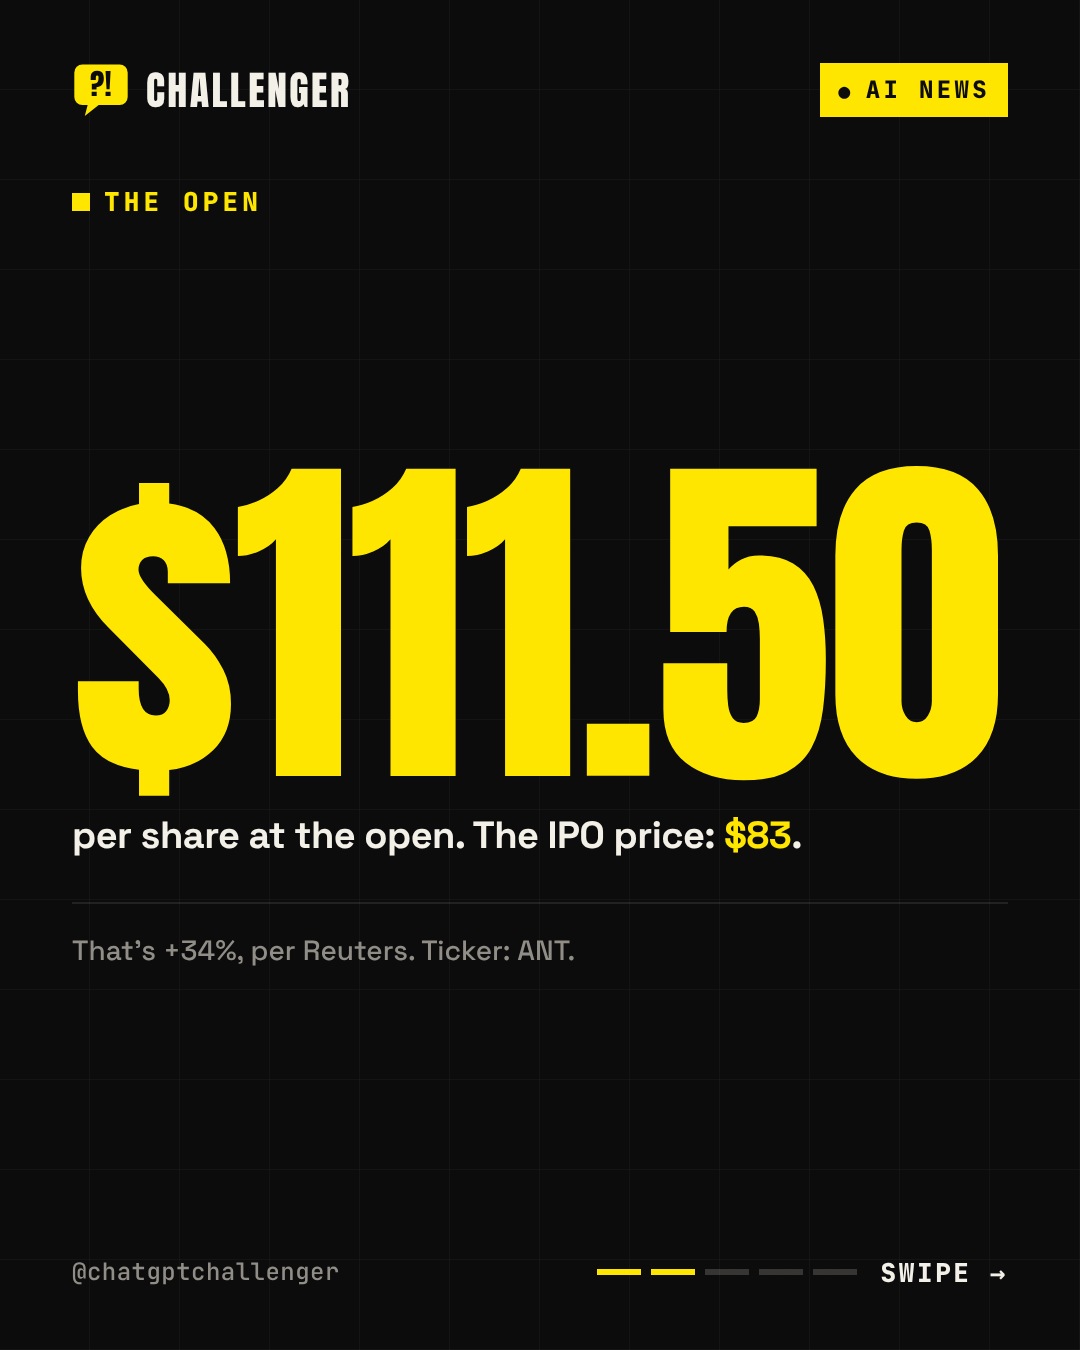 ?! CHALLENGER
● AI NEWS
THE OPEN
$111.50
per share at the open. The IPO price: $83.
That’s +34%, per Reuters. Ticker: ANT.
@chatgptchallenger
SWIPE →